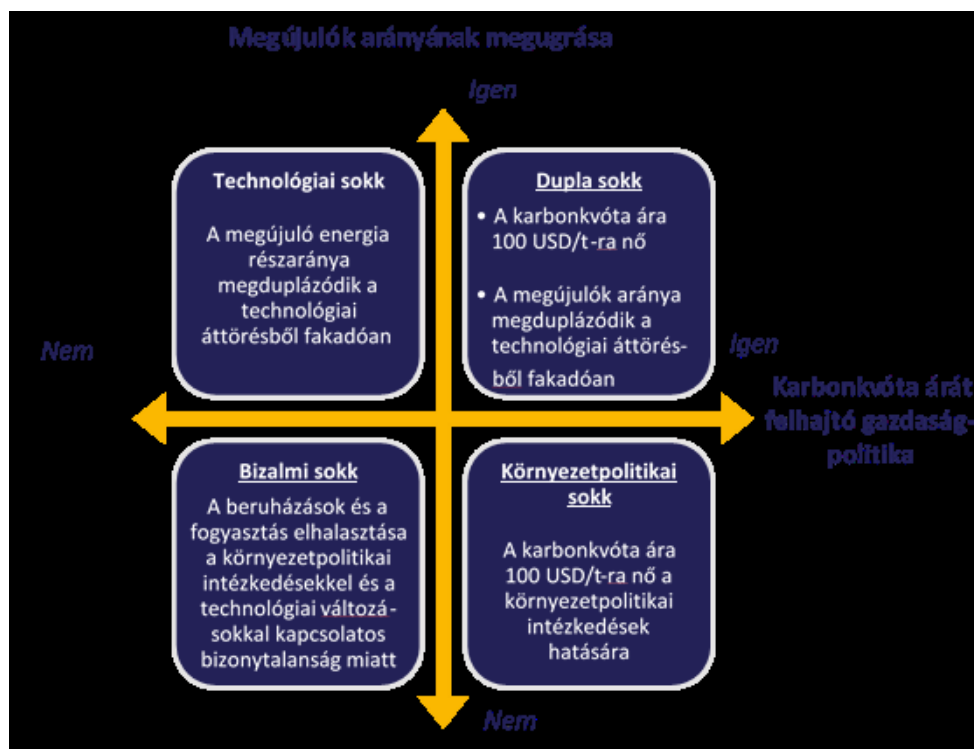 Megújulók arányának megugrása
Igen
Technológiai sokk
A megújuló energia
részaránya
megduplázódik a
technológiai
áttörésből fakadóan
Dupla sokk
• A karbonkvóta ára
100 USD/t-ra nő
• A megújulók aránya
megduplázódik a
technológiai áttörés-
ből fakadóan
Nem
Igen
Karbonkvóta árát
felhajtó gazdaság-
politika
Bizalmi sokk
A beruházások és a
fogyasztás elhalasztása
a környezetpolitikai
intézkedésekkel és a
technológiai változá-
sokkal kapcsolatos
bizonytalanság miatt
Környezetpolitikai
sokk
A karbonkvóta ára
100 USD/t-ra nő a
környezetpolitikai
intézkedések
hatására
Nem